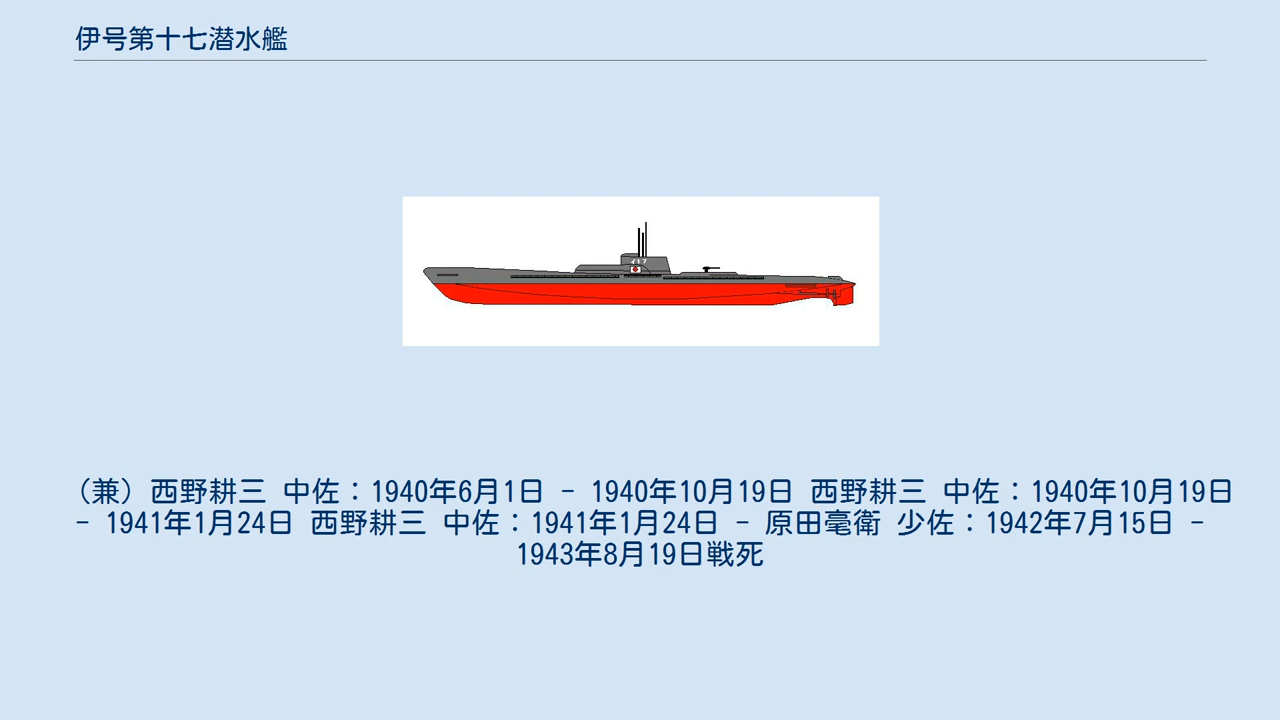 伊号第十七潜水艦
イ17
（兼）西野耕三 中佐：1940年6月1日 - 1940年10月19日 西野耕三 中佐：1940年10月19日
- 1941年1月24日 西野耕三 中佐：1941年1月24日 - 原田毫衛 少佐：1942年7月15日 -
1943年8月19日戦死